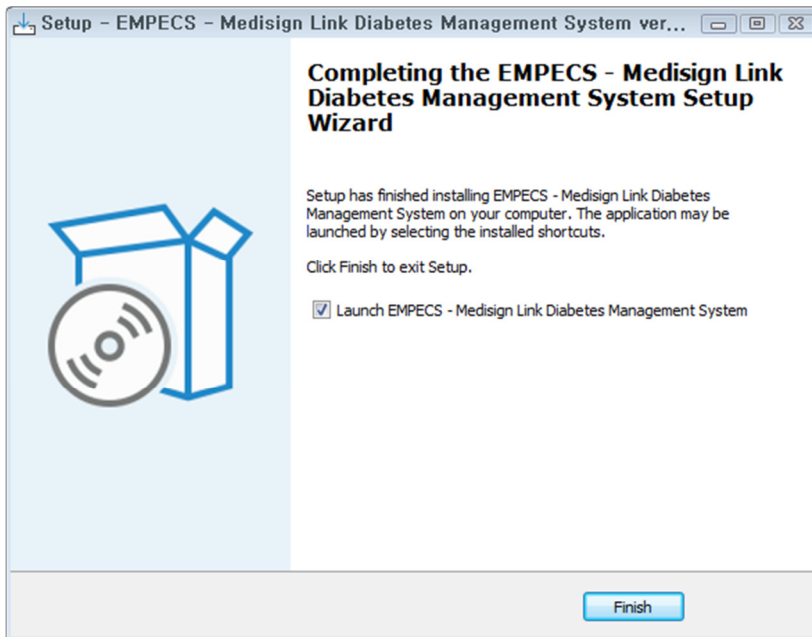 Setup - EMPECS - Medisign Link Diabetes Management System ver...
Completing the EMPECS - Medisign Link
Diabetes Management System Setup
Wizard
Setup has finished installing EMPECS - Medisign Link Diabetes
Management System on your computer. The application may be
launched by selecting the installed shortcuts.
Click Finish to exit Setup.
Launch EMPECS - Medisign Link Diabetes Management System
Finish